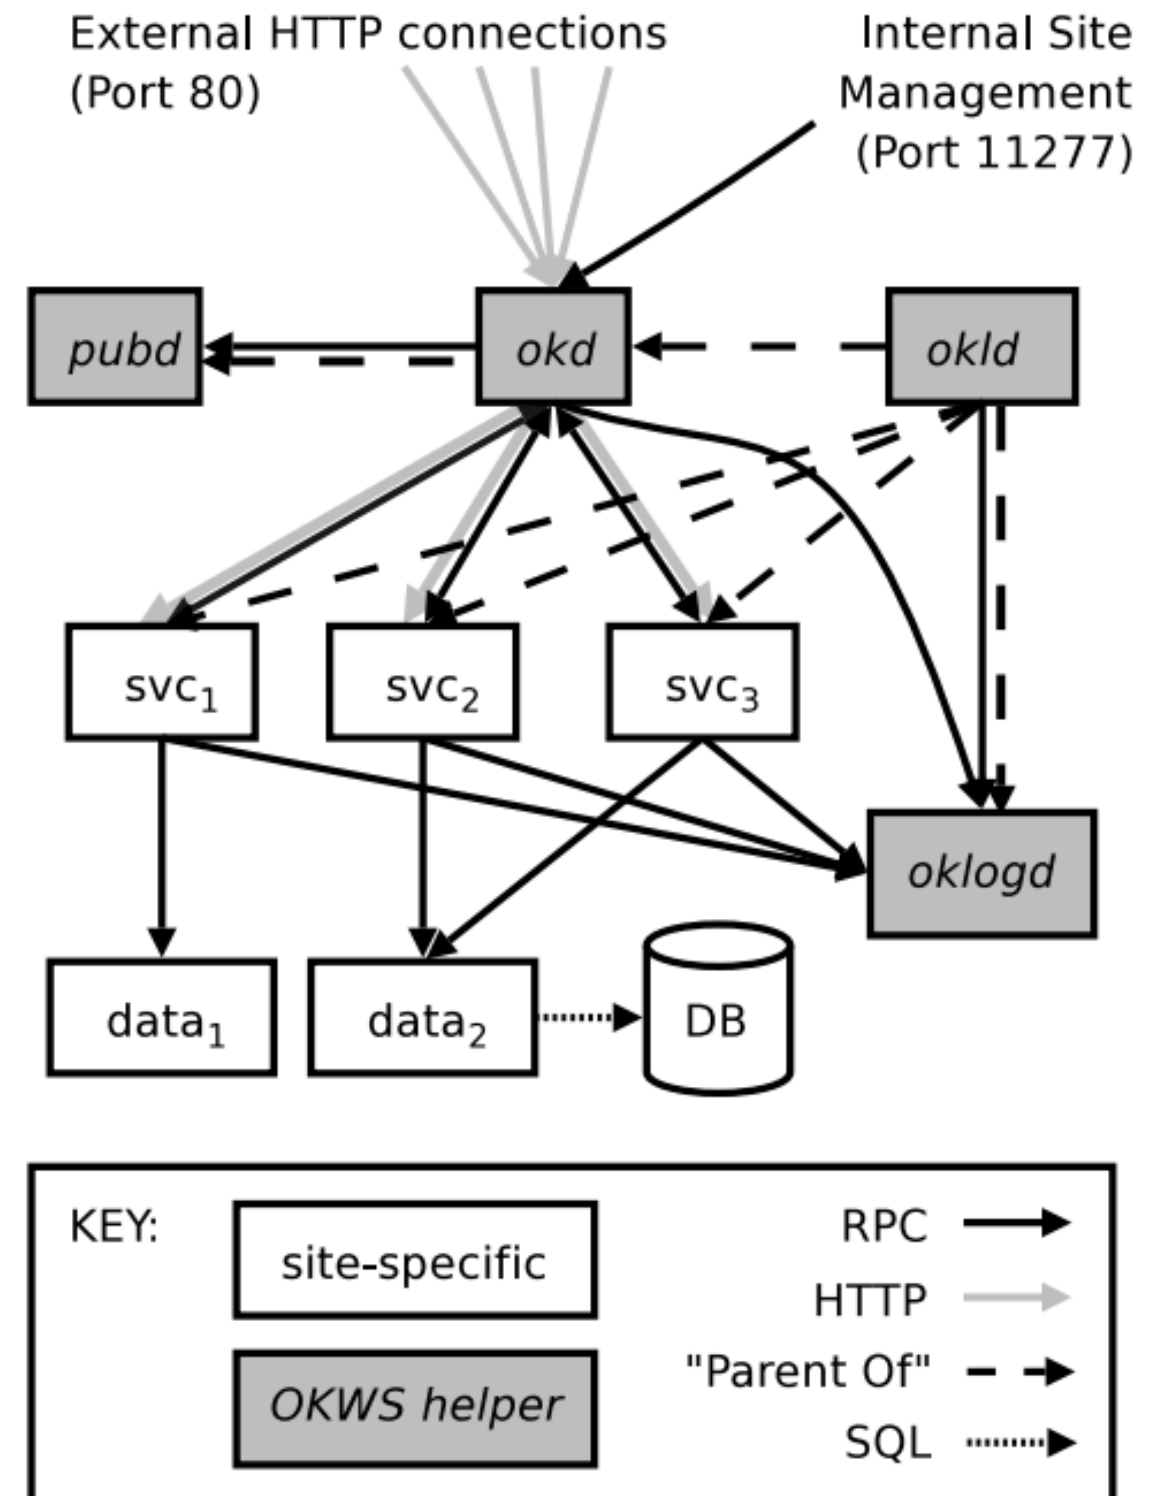 External HTTP connections
(Port 80)
Internal Site
Management
(Port 11277)
pubd
okd
okld
svc1
svc2
svc3
oklogd
data1
data2
DB
KEY:
site-specific
OKWS helper
RPC
HTTP
"Parent Of"
SQL